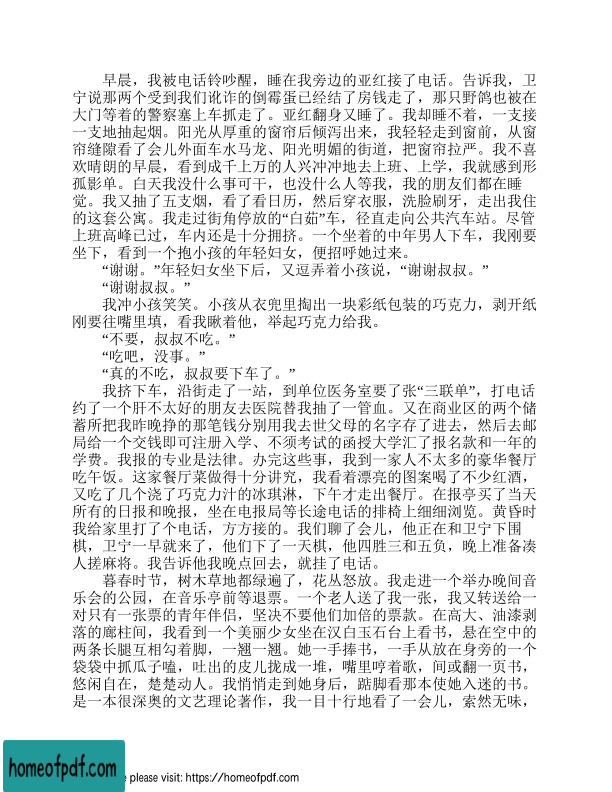 早晨，我被电话铃吵醒，睡在我旁边的亚红接了电话。告诉我，卫
宁说那两个受到我们讹诈的倒霉蛋已经结了房钱走了，那只野鸽也被在
大门等着的警察塞上车抓走了。亚红翻身又睡了。我却睡不着，一支接
一支地抽起烟。阳光从厚重的窗帘后倾泻出来，我轻轻走到窗前，从窗
帘缝隙看了会儿外面车水马龙、阳光明媚的街道，把窗帘拉严。我不喜
欢晴朗的早晨，看到成千上万的人兴冲冲地去上班、上学，我就感到形
孤影单。白天我没什么事可干，也没什么人等我，我的朋友们都在睡
觉。我又抽了五支烟，看了看日历，然后穿衣服，洗脸刷牙，走出我住
的这套公寓。我走过街角停放的“白茹”车，径直走向公共汽车站。尽管
上班高峰已过，车内还是十分拥挤。一个坐着的中年男人下车，我刚要
坐下，看到一个抱小孩的年轻妇女，便招呼她过来。
“谢谢。”年轻妇女坐下后，又逗弄着小孩说，“谢谢叔叔。”
“谢谢叔叔。”
我冲小孩笑笑。小孩从衣兜里掏出一块彩纸包装的巧克力，剥开纸
刚要往嘴里填，看我瞅着他，举起巧克力给我。
“不要，叔叔不吃。”
“吃吧，没事。”
“真的不吃，叔叔要下车了。”
我挤下车，沿街走了一站，到单位医务室要了张“三联单”，打电话
约了一个肝不太好的朋友去医院替我抽了一管血。又在商业区的两个储
蓄所把我昨晚挣的那笔钱分别用我去世父母的名字存了进去，然后去邮
局给一个交钱即可注册入学、不须考试的函授大学汇了报名款和一年的
学费。我报的专业是法律。办完这些事，我到一家人不太多的豪华餐厅
吃午饭。这家餐厅菜做得十分讲究，我看着漂亮的图案喝了不少红酒，
又吃了几个浇了巧克力汁的冰琪淋，下午才走出餐厅。在报亭买了当天
所有的日报和晚报，坐在电报局等长途电话的排椅上细细浏览。黄昏时
我给家里打了个电话，方方接的。我们聊了会儿，他正在和卫宁下围
棋，卫宁一早就来了，他们下了一天棋，他四胜三和五负，晚上准备凑
人搓麻将。我告诉他我晚点回去，就挂了电话。
暮春时节，树木草地都绿遍了，花丛怒放。我走进一个举办晚间音
乐会的公园，在音乐亭前等退票。一个老人送了我一张，我又转送给一
对只有一张票的青年伴侣，坚决不要他们加倍的票款。在高大、油漆剥
落的廊柱间，我看到一个美丽少女坐在汉白玉石台上看书，悬在空中的
两条长腿互相勾着脚，一翘一翘。她一手捧书，一手从放在身旁的一个
袋袋中抓瓜子嗑，吐出的皮儿拢成一堆，嘴里哼着歌，间或翻一页书，
悠闲自在，楚楚动人。我悄悄走到她身后，踮脚看那本使她入迷的书。
是一本很深奥的文艺理论著作，我一目十行地看了一会儿，索然无味，
homeofpdf.com
e please visit: https://homeofpdf.com